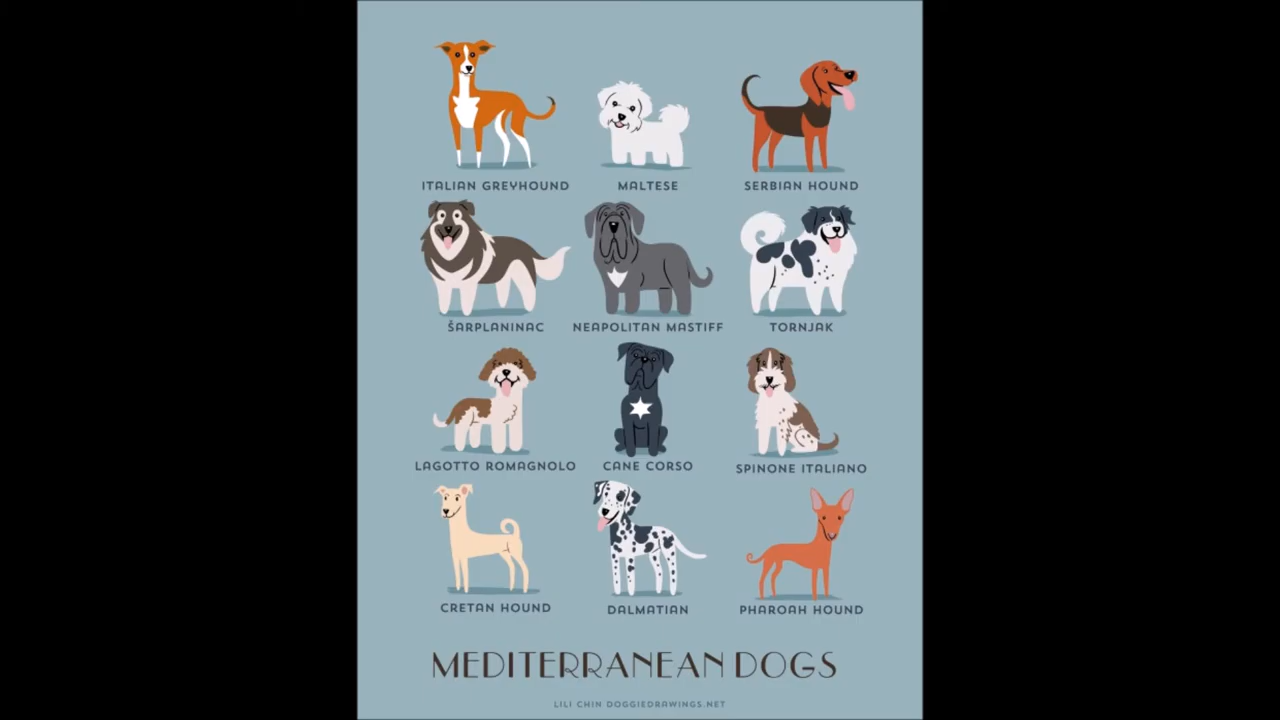 ITALIAN GREYHOUND
MALTESE
SERBIAN HOUND
ŠARPLANINAC
NEAPOLITAN MASTIFF
TORNJAK
LAGOTTO ROMAGNOLO
CANE CORSO
SPINONE ITALIANO
CRETAN HOUND
DALMATIAN
PHAROAH HOUND
MEDITERRANEAN DOGS
LILI CHIN DOGGIEDRAWINGS.NET